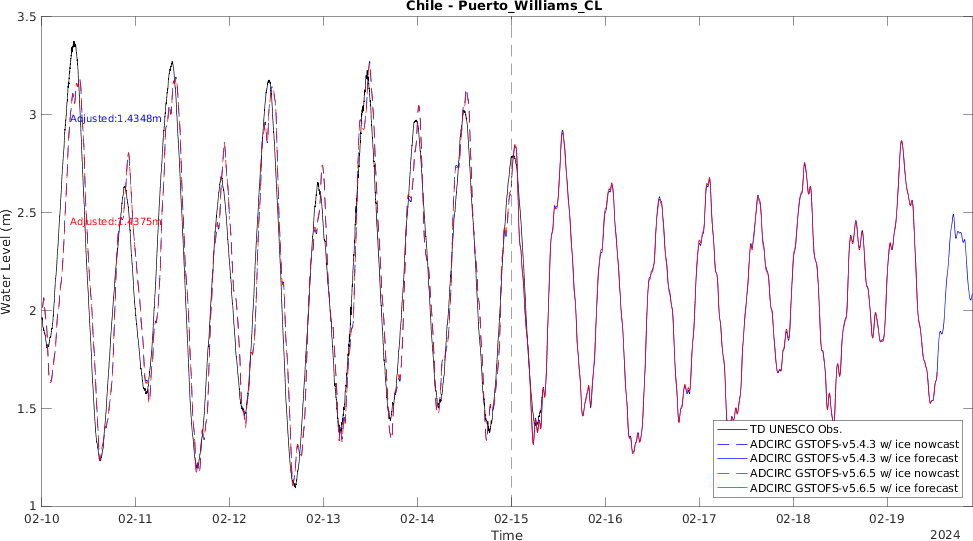 Chile - Puerto_Williams_CL
3.5
3
2.5
2
1.5
1
Water Level (m)
Adjusted:1.4348m
Adjusted:1.4375m
TD UNESCO Obs.
ADCIRC GSTOFS-v5.4.3 w/ ice nowcast
ADCIRC GSTOFS-v5.4.3 w/ ice forecast
ADCIRC GSTOFS-v5.6.5 w/ ice nowcast
ADCIRC GSTOFS-v5.6.5 w/ ice forecast
02-10 02-11 02-12 02-13 02-14 02-15 02-16 02-17 02-18 02-19
Time
2024